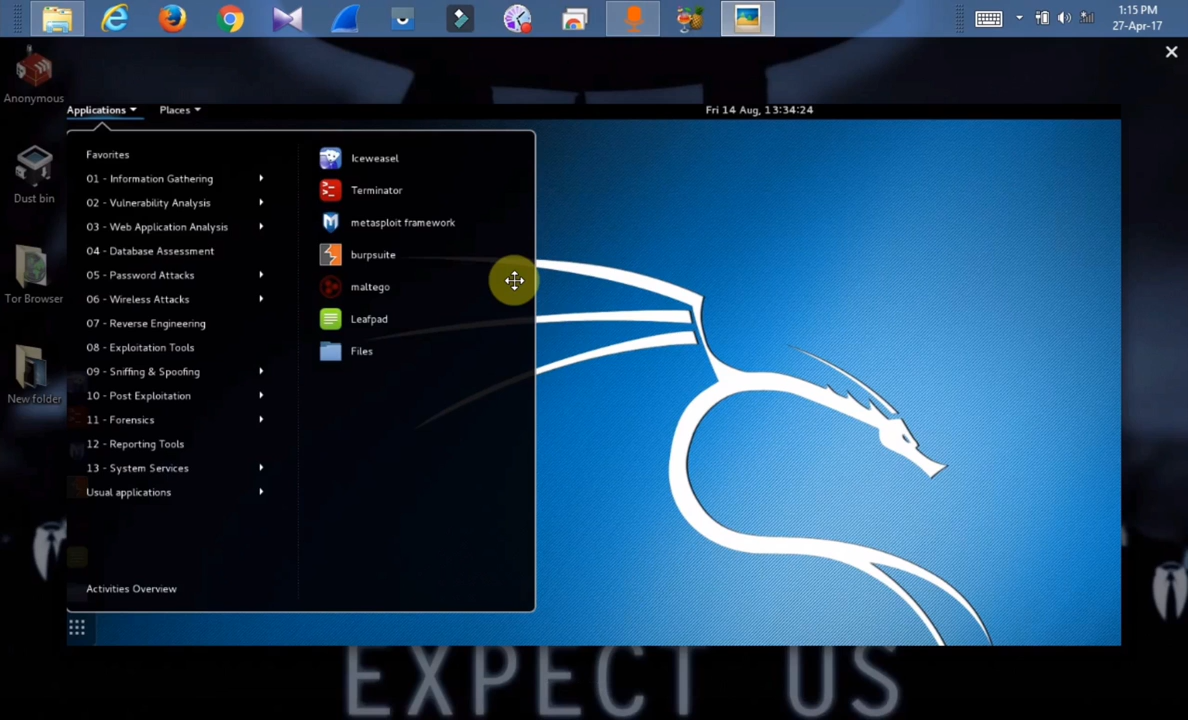 1:15 PM
27-Apr-17
Anonymous
Dust bin
Tor Browser
New folder
Applications
Places
Fri 14 Aug, 13:34:24
Favorites
01 - Information Gathering
02 - Vulnerability Analysis
03 - Web Application Analysis
04 - Database Assessment
05 - Password Attacks
06 - Wireless Attacks
07 - Reverse Engineering
08 - Exploitation Tools
09 - Sniffing & Spoofing
10 - Post Exploitation
11 - Forensics
12 - Reporting Tools
13 - System Services
Usual applications
Activities Overview
Iceweasel
Terminator
metasploit framework
burpsuite
maltego
Leafpad
Files
EXPECT US